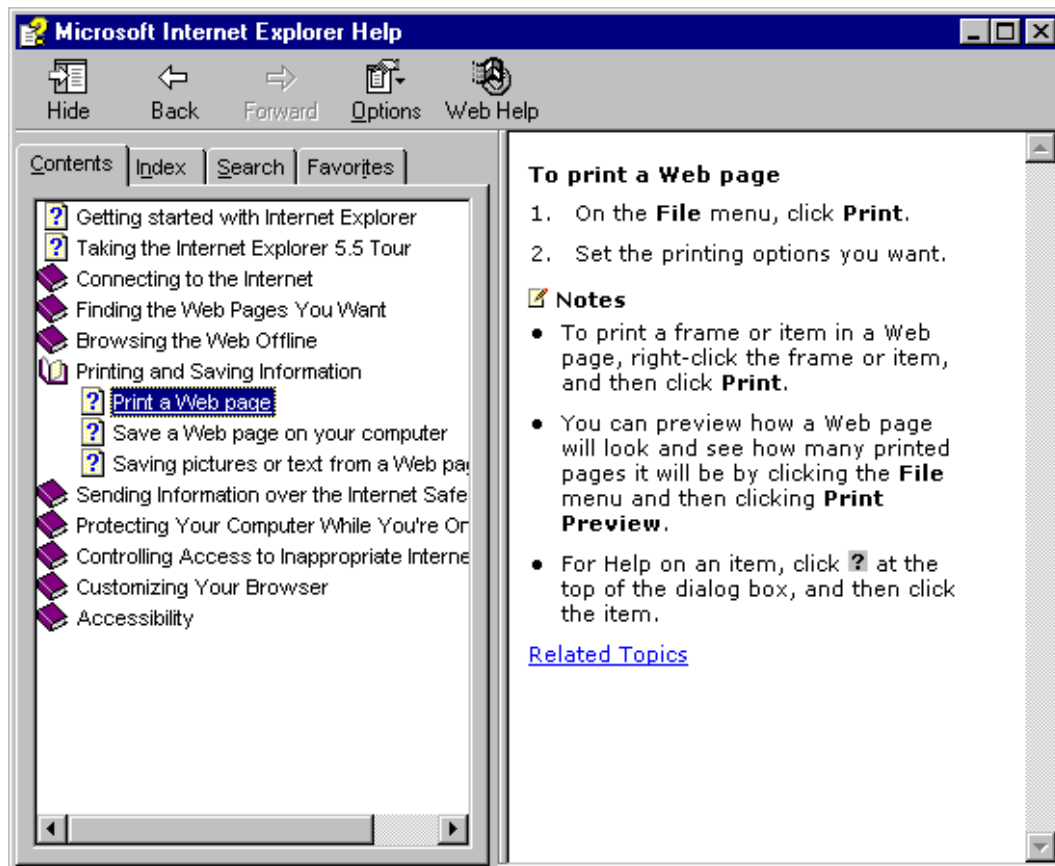 Microsoft Internet Explorer Help
Hide Back Forward Options Web Help
Contents Index Search Favorites
Getting started with Internet Explorer
Taking the Internet Explorer 5.5 Tour
Connecting to the Internet
Finding the Web Pages You Want
Browsing the Web Offline
Printing and Saving Information
Print a Web page
Save a Web page on your computer
Saving pictures or text from a Web pa
Sending Information over the Internet Safe
Protecting Your Computer While You're Or
Controlling Access to Inappropriate Interne
Customizing Your Browser
Accessibility
To print a Web page
1. On the File menu, click Print.
2. Set the printing options you want.
Notes
• To print a frame or item in a Web
page, right-click the frame or item,
and then click Print.
• You can preview how a Web page
will look and see how many printed
pages it will be by clicking the File
menu and then clicking Print
Preview.
• For Help on an item, click ? at the
top of the dialog box, and then click
the item.
Related Topics